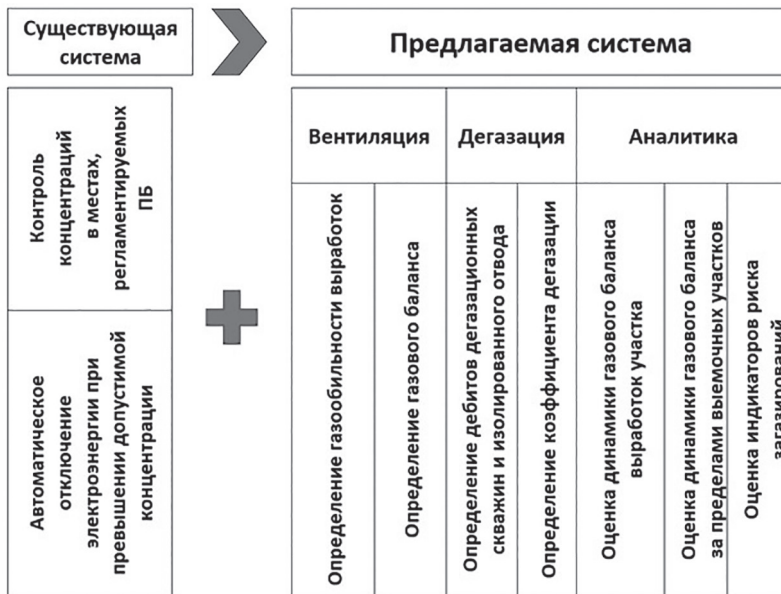 Существующая
система
Предлагаемая система
Контроль
концентраций
в местах,
регламентируемых
ПБ
Автоматическое
отключение
электроэнергии при
превышении допустимой
концентрации
Вентиляция
Дегазация
Аналитика
Определение газообильности выработок
Определение газового баланса
Определение дебитов дегазационных
скважин и изолированного отвода
Определение коэффициента дегазации
Оценка динамики газового баланса
выработок участка
Оценка динамики газового баланса
за пределами выемочных участков
Оценка индикаторов риска
загазирований